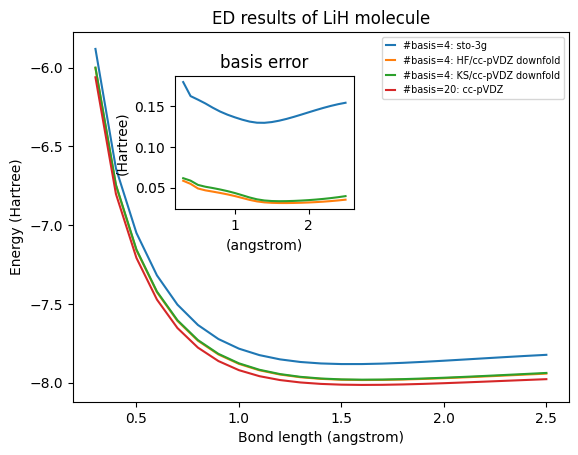 ED results of LiH molecule
#basis=4: sto-3g
#basis=4: HF/cc-pVDZ downfold
#basis=4: KS/cc-pVDZ downfold
#basis=20: cc-pVDZ
basis error
(Hartree)
0.15
0.10
0.05
1
2
(angstrom)
Energy (Hartree)
−6.0
−6.5
−7.0
−7.5
−8.0
0.5
1.0
1.5
2.0
2.5
Bond length (angstrom)